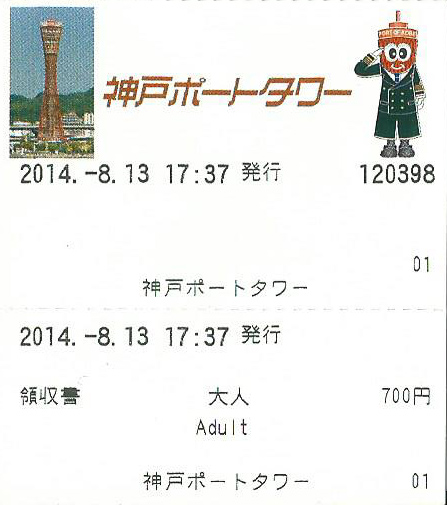 神戸ポートタワー
PORT OF KOBE
2014.-8.13 17:37 発行 120398
01
神戸ポートタワー
2014.-8.13 17:37 発行
領収書 大人 700円
Adult
神戸ポートタワー 01